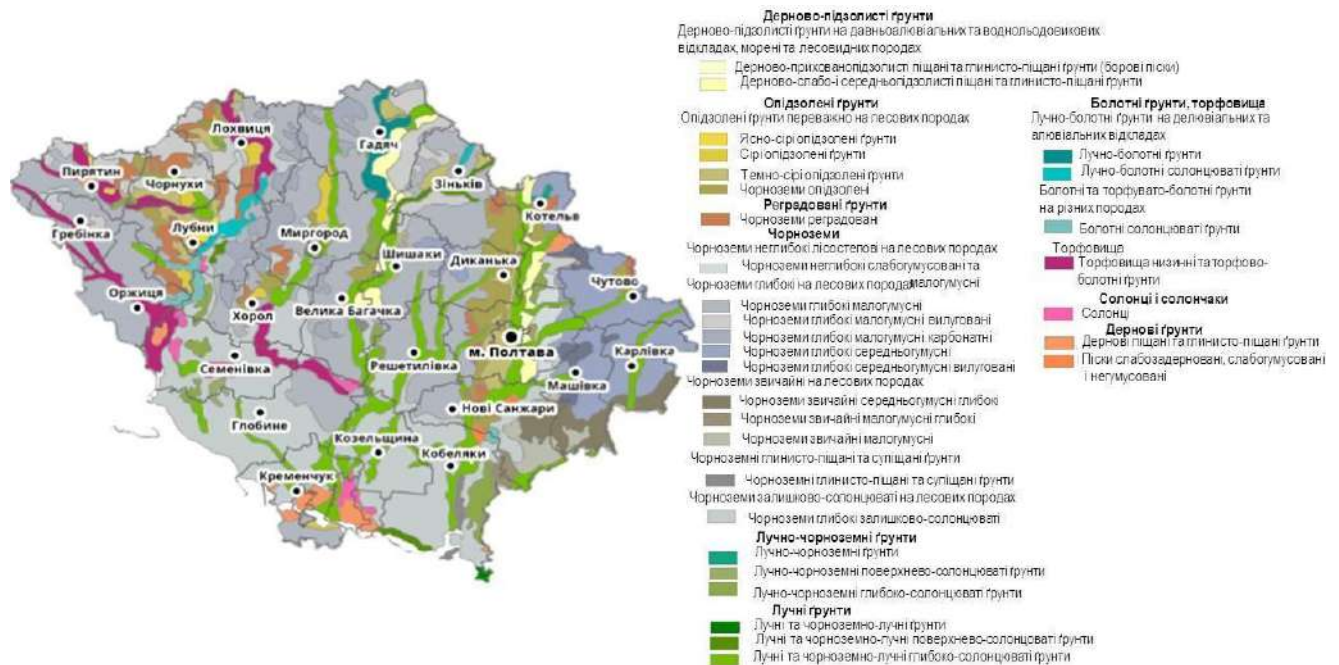 Лохвиця
Гадяч
Пирятин
Чорнухи
Зіньків
Котельв
Гребінка
Лубни
Миргород
Шишаки
Диканька
Чутово
Оржиця
Хорол
Велика Багачка
м. Полтава
Карлівка
Семенівка
Решетилівка
Машівка
Нові Санжари
Глобине
Козельщина
Кобеляки
Кременчук
Дерново-підзолисті ґрунти
Дерново-підзолисті ґрунти на давньоалювіальних та воднольодовикових
відкладах, морені та лесовидних породах
Дерново-прихованопідзолисті піщані та глинисто-піщані ґрунти (борові піски)
Дерново-слабо-і середньопідзолисті піщані та глинисто-піщані ґрунти
Опідзолені ґрунти
Опідзолені ґрунти переважно на лесових породах
Ясно-сірі опідзолені ґрунти
Сірі опідзолені ґрунти
Темно-сірі опідзолені ґрунти
Чорноземи опідзолені
Реградовані ґрунти
Чорноземи реградовані
Чорноземи
Чорноземи неглибокі лісостепові на лесових породах
Чорноземи неглибокі слабогумусовані та
малогумусні
Чорноземи глибокі на лесових породах
Чорноземи глибокі малогумусні
Чорноземи глибокі малогумусні вилуговані
Чорноземи глибокі малогумусні карбонатні
Чорноземи глибокі середньогумусні
Чорноземи глибокі середньогумусні вилуговані
Чорноземи звичайні на лесових породах
Чорноземи звичайні середньогумусні глибокі
Чорноземи звичайні малогумусні глибокі
Чорноземи звичайні малогумусні
Чорноземні глинисто-піщані та супіщані ґрунти
Чорноземні глинисто-піщані та супіщані ґрунти
Чорноземи залишково-солонцюваті на лесових породах
Чорноземи глибокі залишково-солонцюваті
Лучно-чорноземні ґрунти
Лучно-чорноземні ґрунти
Лучно-чорноземні поверхнево-солонцюваті ґрунти
Лучно-чорноземні глибоко-солонцюваті ґрунти
Лучні ґрунти
Лучні та чорноземно-лучні ґрунти
Лучні та чорноземно-лучні поверхнево-солонцоваті ґрунти
Лучні та чорноземно-лучні глибоко-солонцюваті ґрунти
Болотні ґрунти, торфовища
Лучно-болотні ґрунти на делювіальних та
алювіальних відкладах
Лучно-болотні ґрунти
Лучно-болотні солонцюваті ґрунти
Болотні та торфувато-болотні ґрунти
на різних породах
Болотні солонцюваті ґрунти
Торфовища
Торфовища низинні та торфово-
болотні ґрунти
Солонці і солончаки
Солонці
Дернові ґрунти
Дернові піщані та глинисто-піщані ґрунти
Піски слабозадерновані, слабогумусовані
і негумусовані